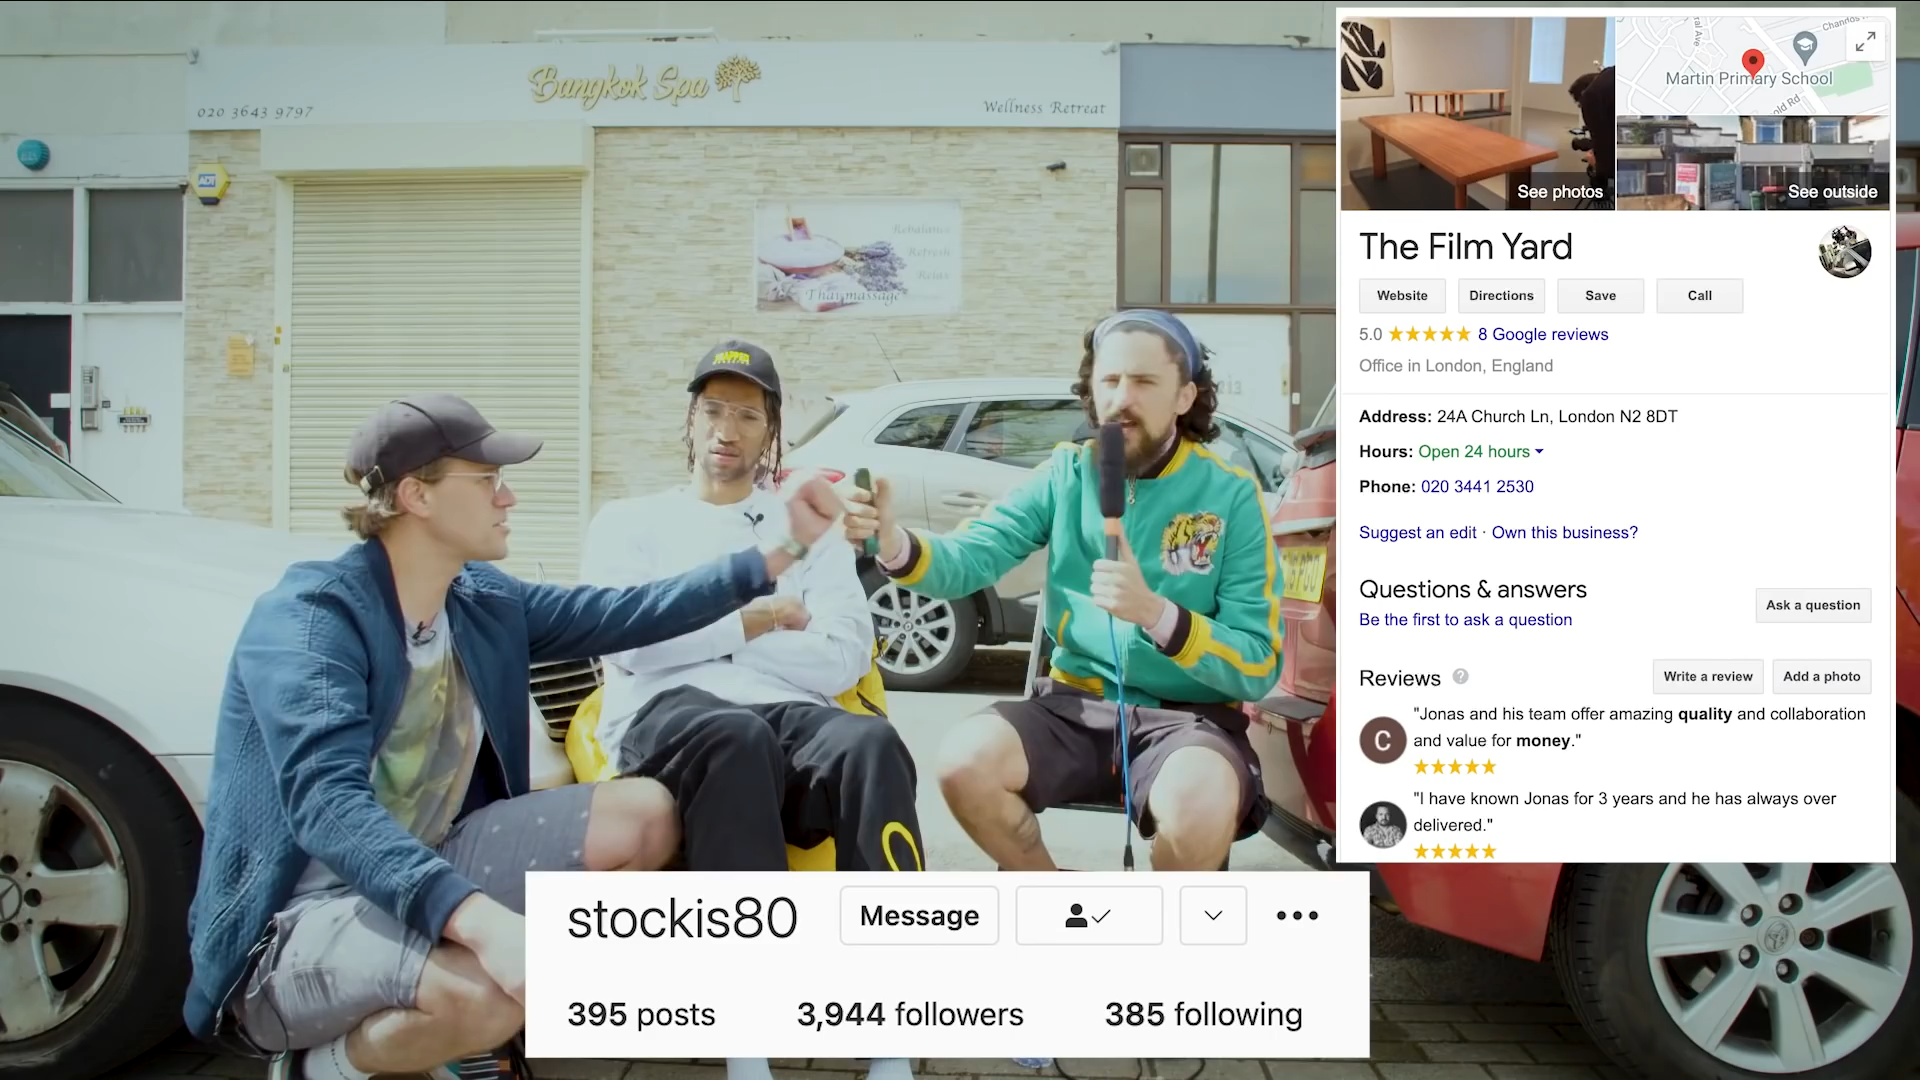 Bangkok Spa
020 3643 9797
Wellness Retreat
ADT
Rebalance
Refresh
Relax
Thai massage
Martin Primary School
See photos
See outside
The Film Yard
Website
Directions
Save
Call
5.0 ★★★★★ 8 Google reviews
Office in London, England
Address: 24A Church Ln, London N2 8DT
Hours: Open 24 hours
Phone: 020 3441 2530
Suggest an edit · Own this business?
Questions & answers
Ask a question
Be the first to ask a question
Reviews ?
Write a review
Add a photo
C
"Jonas and his team offer amazing quality and collaboration
and value for money."
★★★★★
"I have known Jonas for 3 years and he has always over
delivered."
★★★★★
stockis80
Message
395 posts
3,944 followers
385 following